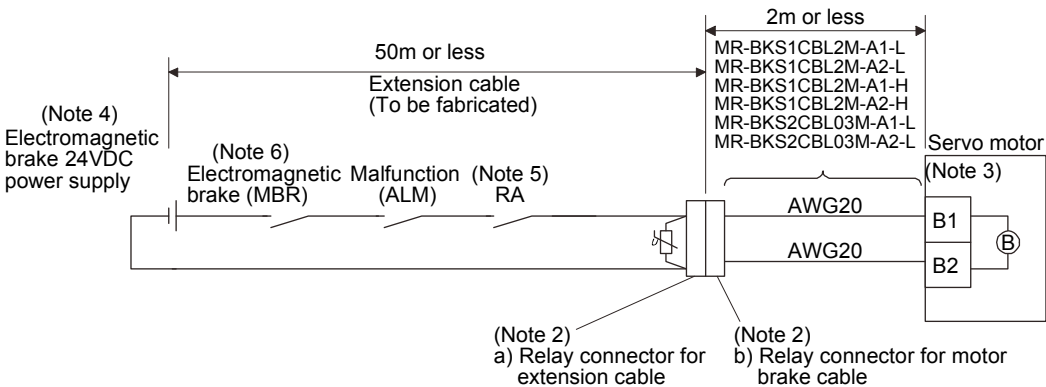 2m or less
50m or less
MR-BKS1CBL2M-A1-L
MR-BKS1CBL2M-A2-L
MR-BKS1CBL2M-A1-H
MR-BKS1CBL2M-A2-H
MR-BKS2CBL03M-A1-L
MR-BKS2CBL03M-A2-L
Extension cable
(To be fabricated)
(Note 4)
Electromagnetic
brake 24VDC
power supply
(Note 6)
Electromagnetic
brake (MBR)
Malfunction
(ALM)
(Note 5)
RA
Servo motor
(Note 3)
AWG20
B1
AWG20
B2
B
(Note 2)
a) Relay connector for
extension cable
(Note 2)
b) Relay connector for motor
brake cable